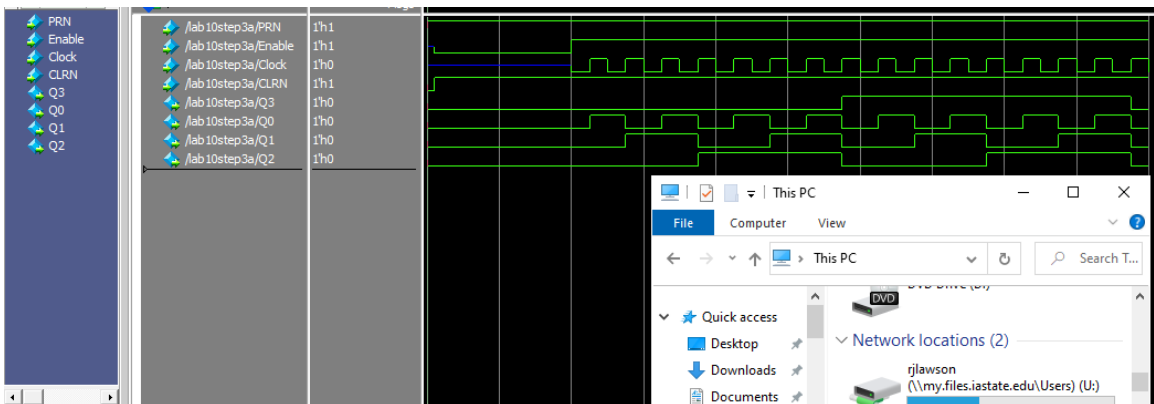 PRN
Enable
Clock
CLRN
Q3
Q0
Q1
Q2
/lab10step3a/PRN 1'h1
/lab10step3a/Enable 1'h1
/lab10step3a/Clock 1'h0
/lab10step3a/CLRN 1'h1
/lab10step3a/Q3 1'h0
/lab10step3a/Q0 1'h0
/lab10step3a/Q1 1'h0
/lab10step3a/Q2 1'h0
This PC
File Computer View
This PC Search T...
Quick access
Desktop
Downloads
Documents
DVD
Network locations (2)
rjlawson
(\\my.files.iastate.edu\Users) (U:)